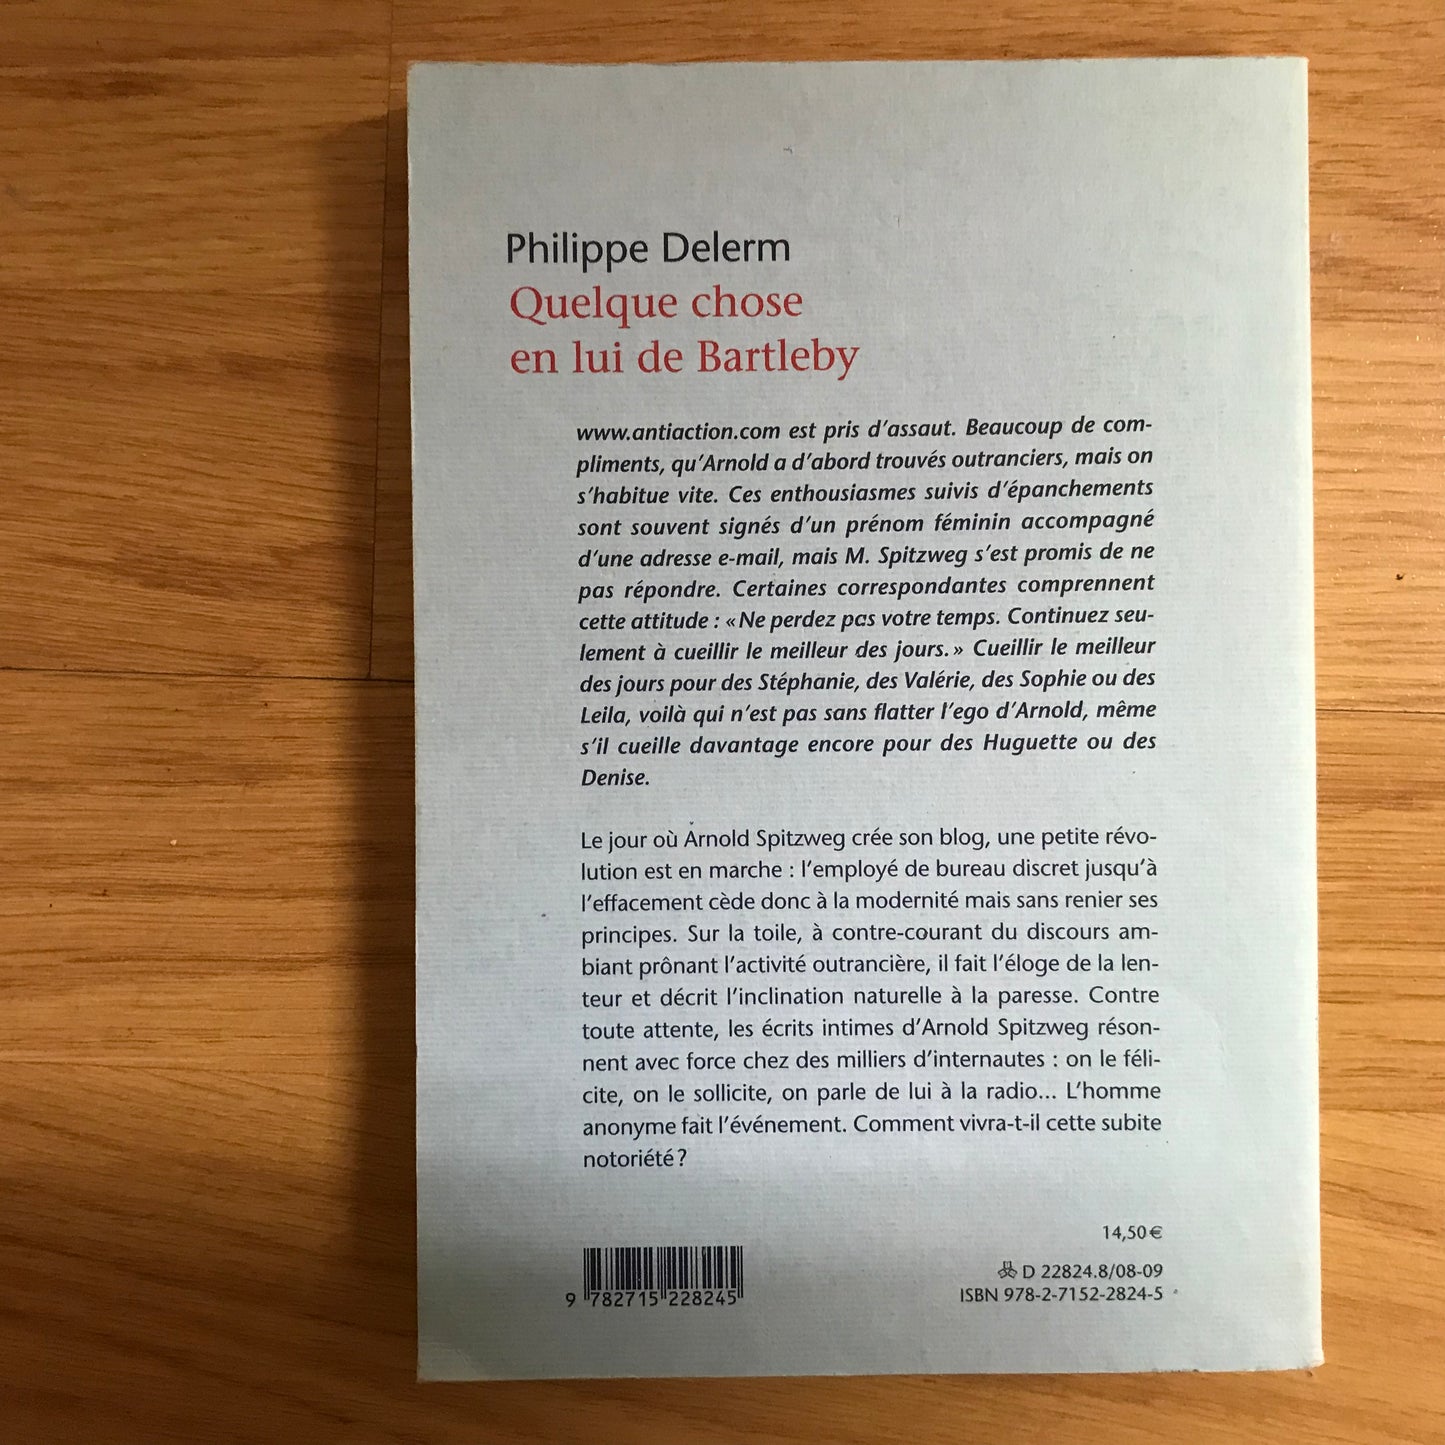 Philippe Delerm
Quelque chose
en lui de Bartleby
www.antiaction.com est pris d'assaut. Beaucoup de com-
pliments, qu'Arnold a d'abord trouvés outranciers, mais on
s'habitue vite. Ces enthousiasmes suivis d'épanchements
sont souvent signés d'un prénom féminin accompagné
d'une adresse e-mail, mais M. Spitzweg s'est promis de ne
pas répondre. Certaines correspondantes comprennent
cette attitude : « Ne perdez pas votre temps. Continuez seu-
lement à cueillir le meilleur des jours. » Cueillir le meilleur
des jours pour des Stéphanie, des Valérie, des Sophie ou des
Leila, voilà qui n'est pas sans flatter l'ego d'Arnold, même
s'il cueille davantage encore pour des Huguette ou des
Denise.
Le jour où Arnold Spitzweg crée son blog, une petite révo-
lution est en marche : l'employé de bureau discret jusqu'à
l'effacement cède donc à la modernité mais sans renier ses
principes. Sur la toile, à contre-courant du discours am-
biant prônant l'activité outrancière, il fait l'éloge de la len-
teur et décrit l'inclination naturelle à la paresse. Contre
toute attente, les écrits intimes d'Arnold Spitzweg réson-
nent avec force chez des milliers d'internautes : on le féli-
cite, on le sollicite, on parle de lui à la radio... L'homme
anonyme fait l'événement. Comment vivra-t-il cette subite
notoriété ?
14,50 €
D 22824.8/08-09
ISBN 978-2-7152-2824-5
9 782715 228245